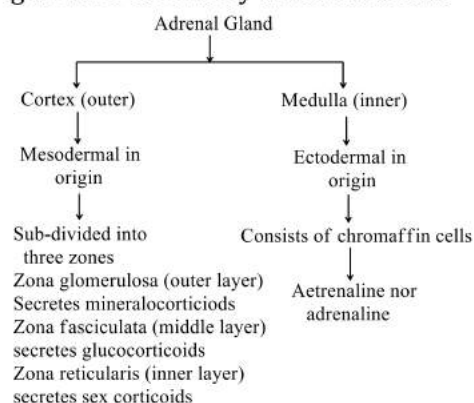 Adrenal Gland
Cortex (outer)
Medulla (inner)
Mesodermal in
origin
Ectodermal in
origin
Sub-divided into
three zones
Zona glomerulosa (outer layer)
Secretes mineralocorticiods
Zona fasciculata (middle layer)
secretes glucocorticoids
Zona reticularis (inner layer)
secretes sex corticoids
Consists of chromaffin cells
Aetrenaline nor
adrenaline